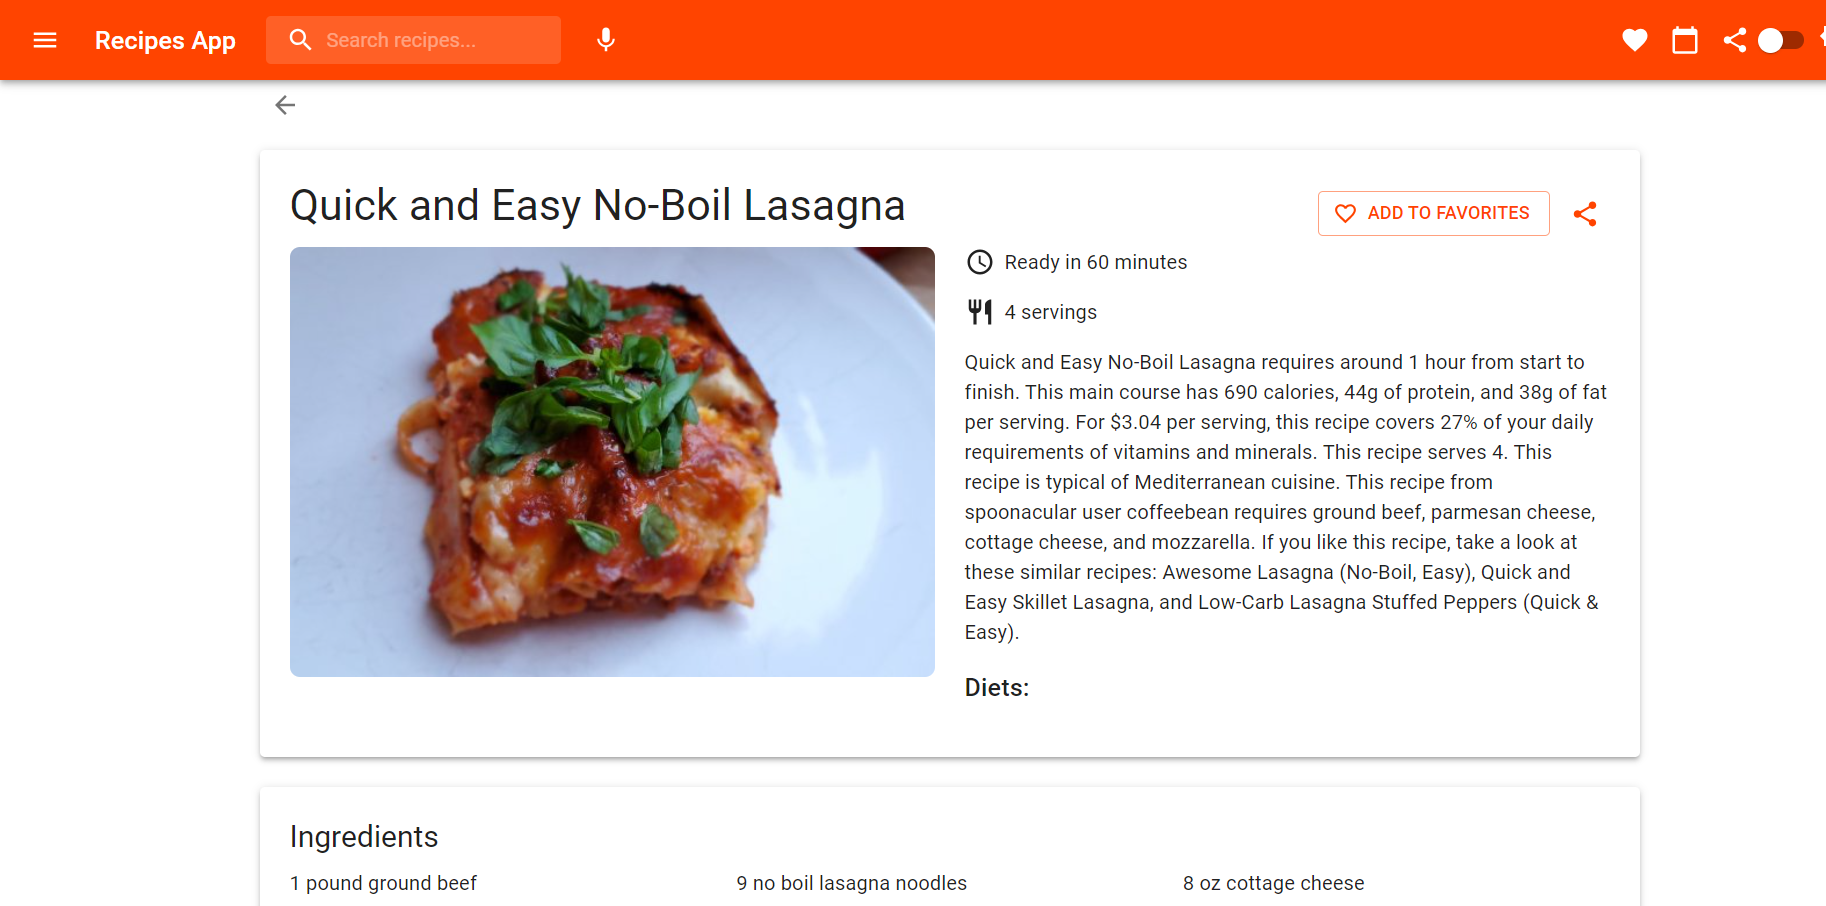 Recipes App
Search recipes...
Quick and Easy No-Boil Lasagna
ADD TO FAVORITES
Ready in 60 minutes
4 servings
Quick and Easy No-Boil Lasagna requires around 1 hour from start to
finish. This main course has 690 calories, 44g of protein, and 38g of fat
per serving. For $3.04 per serving, this recipe covers 27% of your daily
requirements of vitamins and minerals. This recipe serves 4. This
recipe is typical of Mediterranean cuisine. This recipe from
spoonacular user coffeebean requires ground beef, parmesan cheese,
cottage cheese, and mozzarella. If you like this recipe, take a look at
these similar recipes: Awesome Lasagna (No-Boil, Easy), Quick and
Easy Skillet Lasagna, and Low-Carb Lasagna Stuffed Peppers (Quick &
Easy).
Diets:
Ingredients
1 pound ground beef
9 no boil lasagna noodles
8 oz cottage cheese